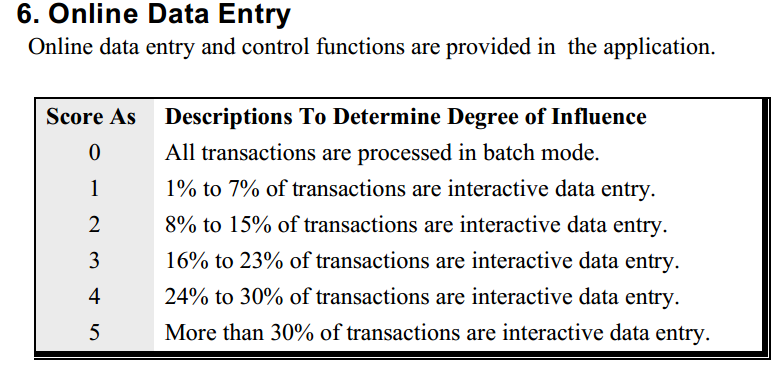 6. Online Data Entry
Online data entry and control functions are provided in the application.
Score As Descriptions To Determine Degree of Influence
0 All transactions are processed in batch mode.
1 1% to 7% of transactions are interactive data entry.
2 8% to 15% of transactions are interactive data entry.
3 16% to 23% of transactions are interactive data entry.
4 24% to 30% of transactions are interactive data entry.
5 More than 30% of transactions are interactive data entry.